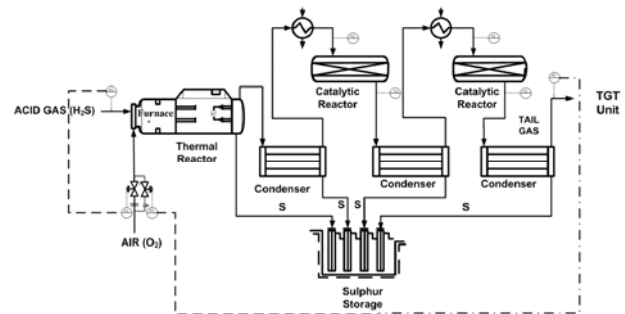 ACID GAS (H₂S)
Furnace
Thermal
Reactor
AIR (O₂)
Catalytic
Reactor
Catalytic
Reactor
TGT
Unit
TAIL
GAS
Condenser
Condenser
Condenser
S
S
S
S
Sulphur
Storage